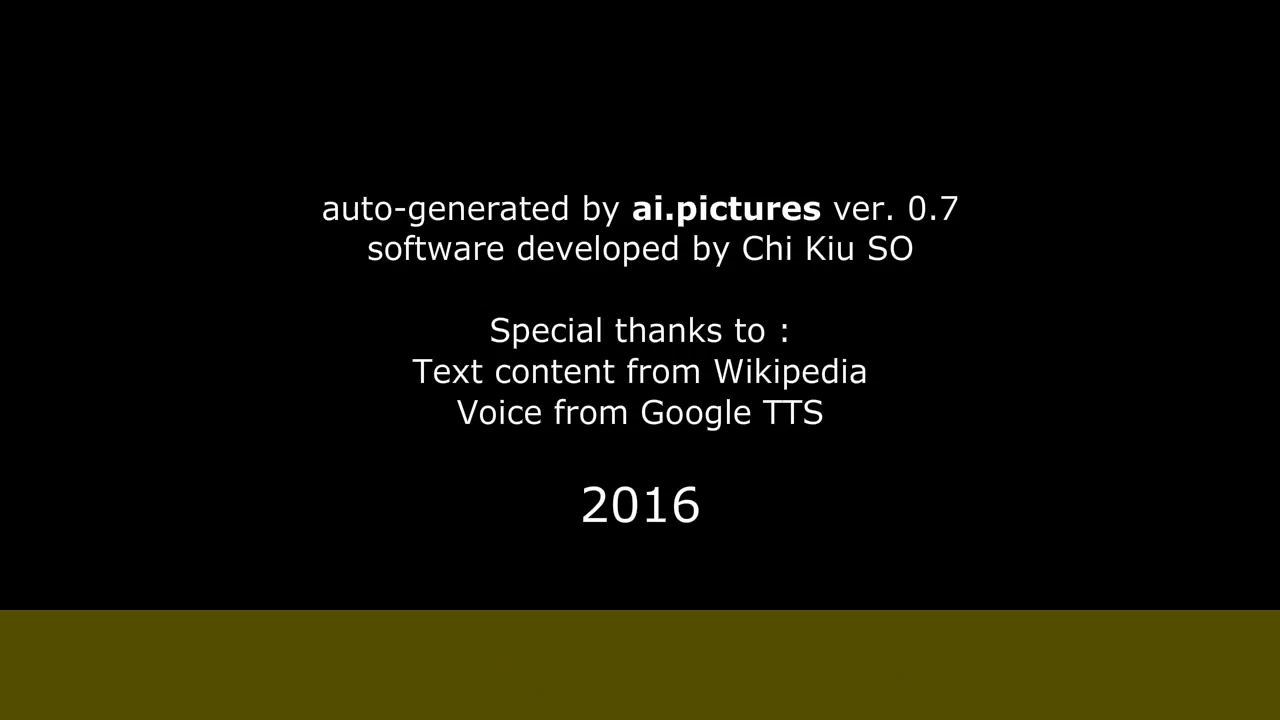 auto-generated by ai.pictures ver. 0.7
software developed by Chi Kiu SO
Special thanks to :
Text content from Wikipedia
Voice from Google TTS
2016